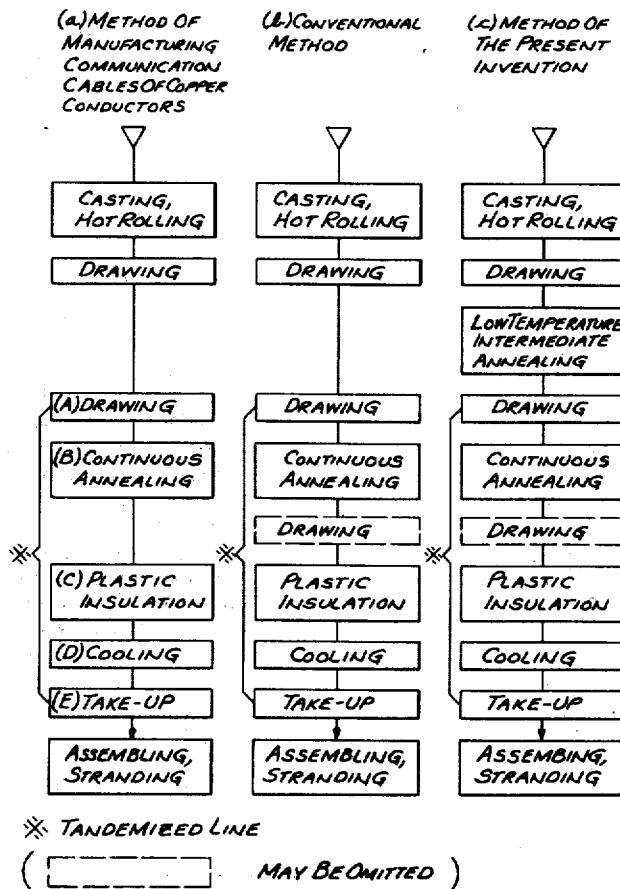 (a) METHOD OF
MANUFACTURING
COMMUNICATION
CABLES OF COPPER
CONDUCTORS
CASTING,
HOT ROLLING
DRAWING
(A) DRAWING
(B) CONTINUOUS
ANNEALING
(C) PLASTIC
INSULATION
(D) COOLING
(E) TAKE-UP
ASSEMBLING,
STRANDING
(b) CONVENTIONAL
METHOD
CASTING,
HOT ROLLING
DRAWING
DRAWING
CONTINUOUS
ANNEALING
DRAWING
PLASTIC
INSULATION
COOLING
TAKE-UP
ASSEMBLING,
STRANDING
(c) METHOD OF
THE PRESENT
INVENTION
CASTING,
HOT ROLLING
DRAWING
LOW TEMPERATURE
INTERMEDIATE
ANNEALING
DRAWING
CONTINUOUS
ANNEALING
DRAWING
PLASTIC
INSULATION
COOLING
TAKE-UP
ASSEMBING,
STRANDING
※ TANDEMIZED LINE
( MAY BE OMITTED )